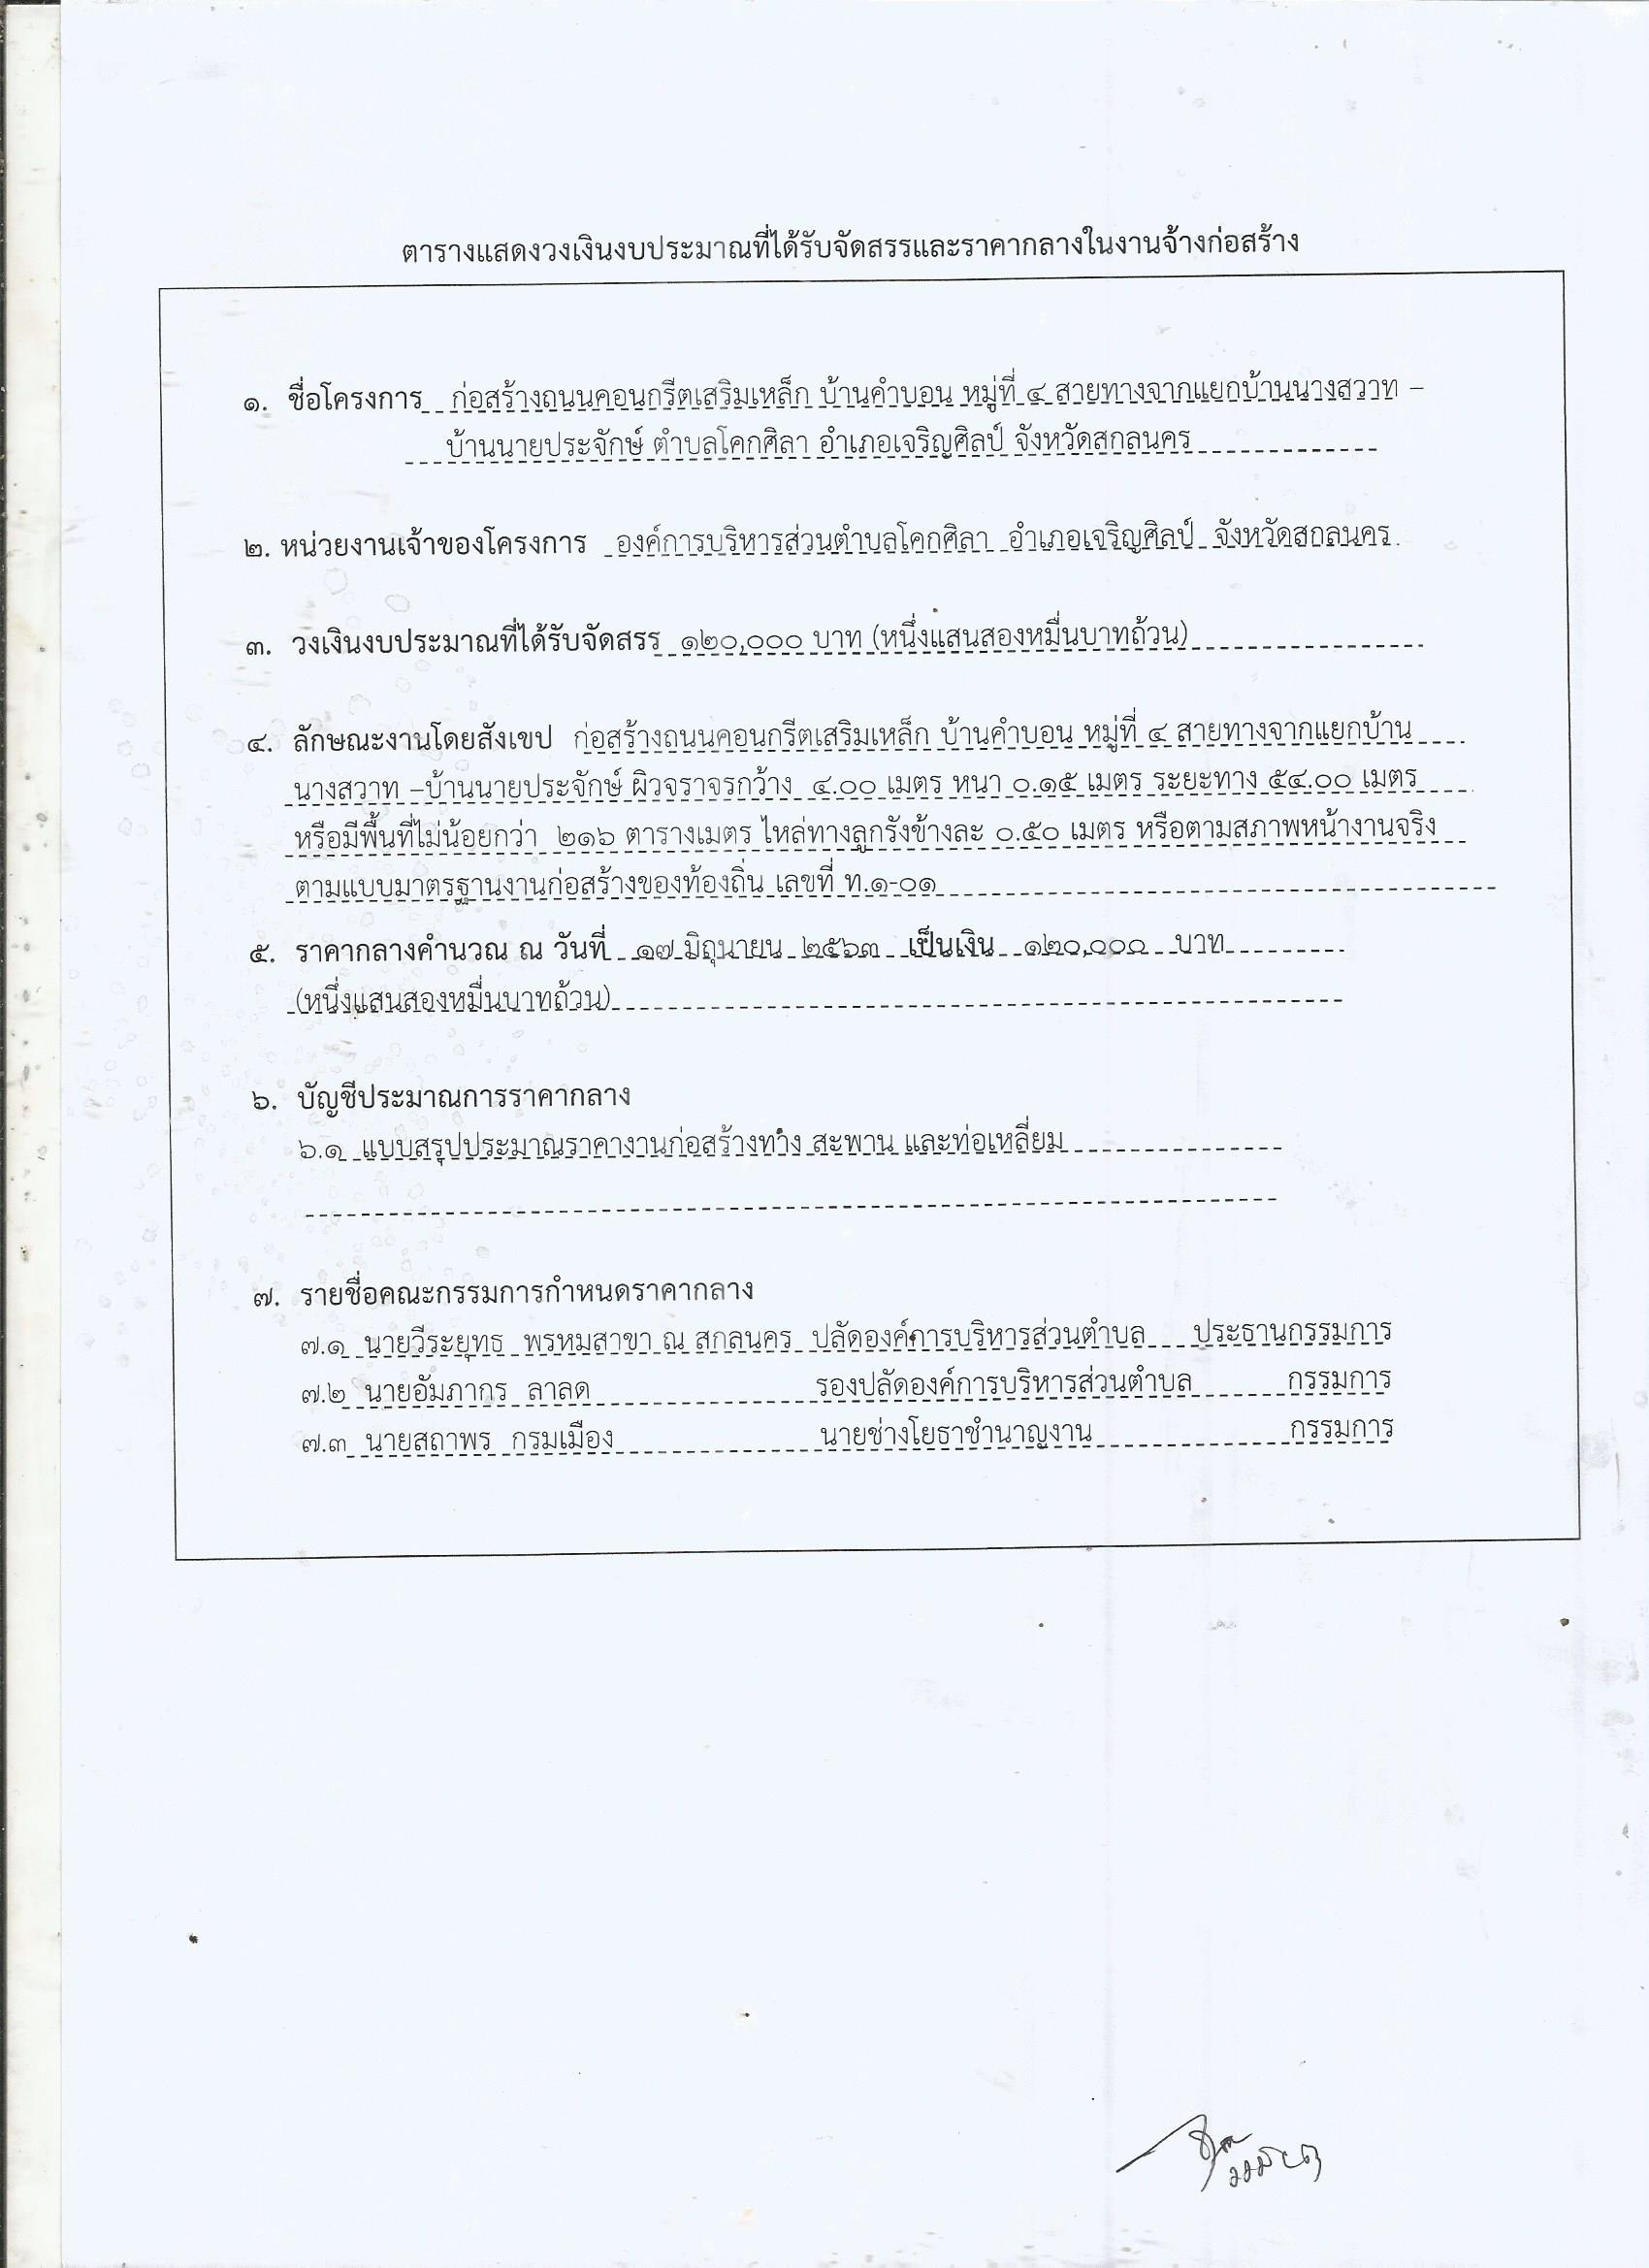 ตารางแสดงวงเงินงบประมาณที่ได้รับจัดสรรและราคากลางในงานจ้างก่อสร้าง
๑. ชื่อโครงการ ก่อสร้างถนนคอนกรีตเสริมเหล็ก บ้านคำบอน หมู่ที่ ๔ สายทางจากแยกบ้านนางสวาท –
บ้านนายประจักษ์ ตำบลโคกศิลา อำเภอเจริญศิลป์ จังหวัดสกลนคร
๒. หน่วยงานเจ้าของโครงการ องค์การบริหารส่วนตำบลโคกศิลา อำเภอเจริญศิลป์ จังหวัดสกลนคร
๓. วงเงินงบประมาณที่ได้รับจัดสรร ๑๒๐,๐๐๐ บาท (หนึ่งแสนสองหมื่นบาทถ้วน)
๔. ลักษณะงานโดยสังเขป ก่อสร้างถนนคอนกรีตเสริมเหล็ก บ้านคำบอน หมู่ที่ ๔ สายทางจากแยกบ้าน
นางสวาท –บ้านนายประจักษ์ ผิวจราจรกว้าง ๔.๐๐ เมตร หนา ๐.๑๕ เมตร ระยะทาง ๕๔.๐๐ เมตร
หรือมีพื้นที่ไม่น้อยกว่า ๒๑๖ ตารางเมตร ไหล่ทางลูกรังข้างละ ๐.๕๐ เมตร หรือตามสภาพหน้างานจริง
ตามแบบมาตรฐานงานก่อสร้างของท้องถิ่น เลขที่ ท.๑-๐๑
๕. ราคากลางคำนวณ ณ วันที่ ๑๗ มิถุนายน ๒๕๖๓ เป็นเงิน ๑๒๐,๐๐๐ บาท
(หนึ่งแสนสองหมื่นบาทถ้วน)
๖. บัญชีประมาณการราคากลาง
๖.๑ แบบสรุปประมาณราคางานก่อสร้างทาง สะพาน และท่อเหลี่ยม
๗. รายชื่อคณะกรรมการกำหนดราคากลาง
๗.๑ นายวีระยุทธ พรหมสาขา ณ สกลนคร ปลัดองค์การบริหารส่วนตำบล ประธานกรรมการ
๗.๒ นายอัมภากร ลาลด รองปลัดองค์การบริหารส่วนตำบล กรรมการ
๗.๓ นายสถาพร กรมเมือง นายช่างโยธาชำนาญงาน กรรมการ